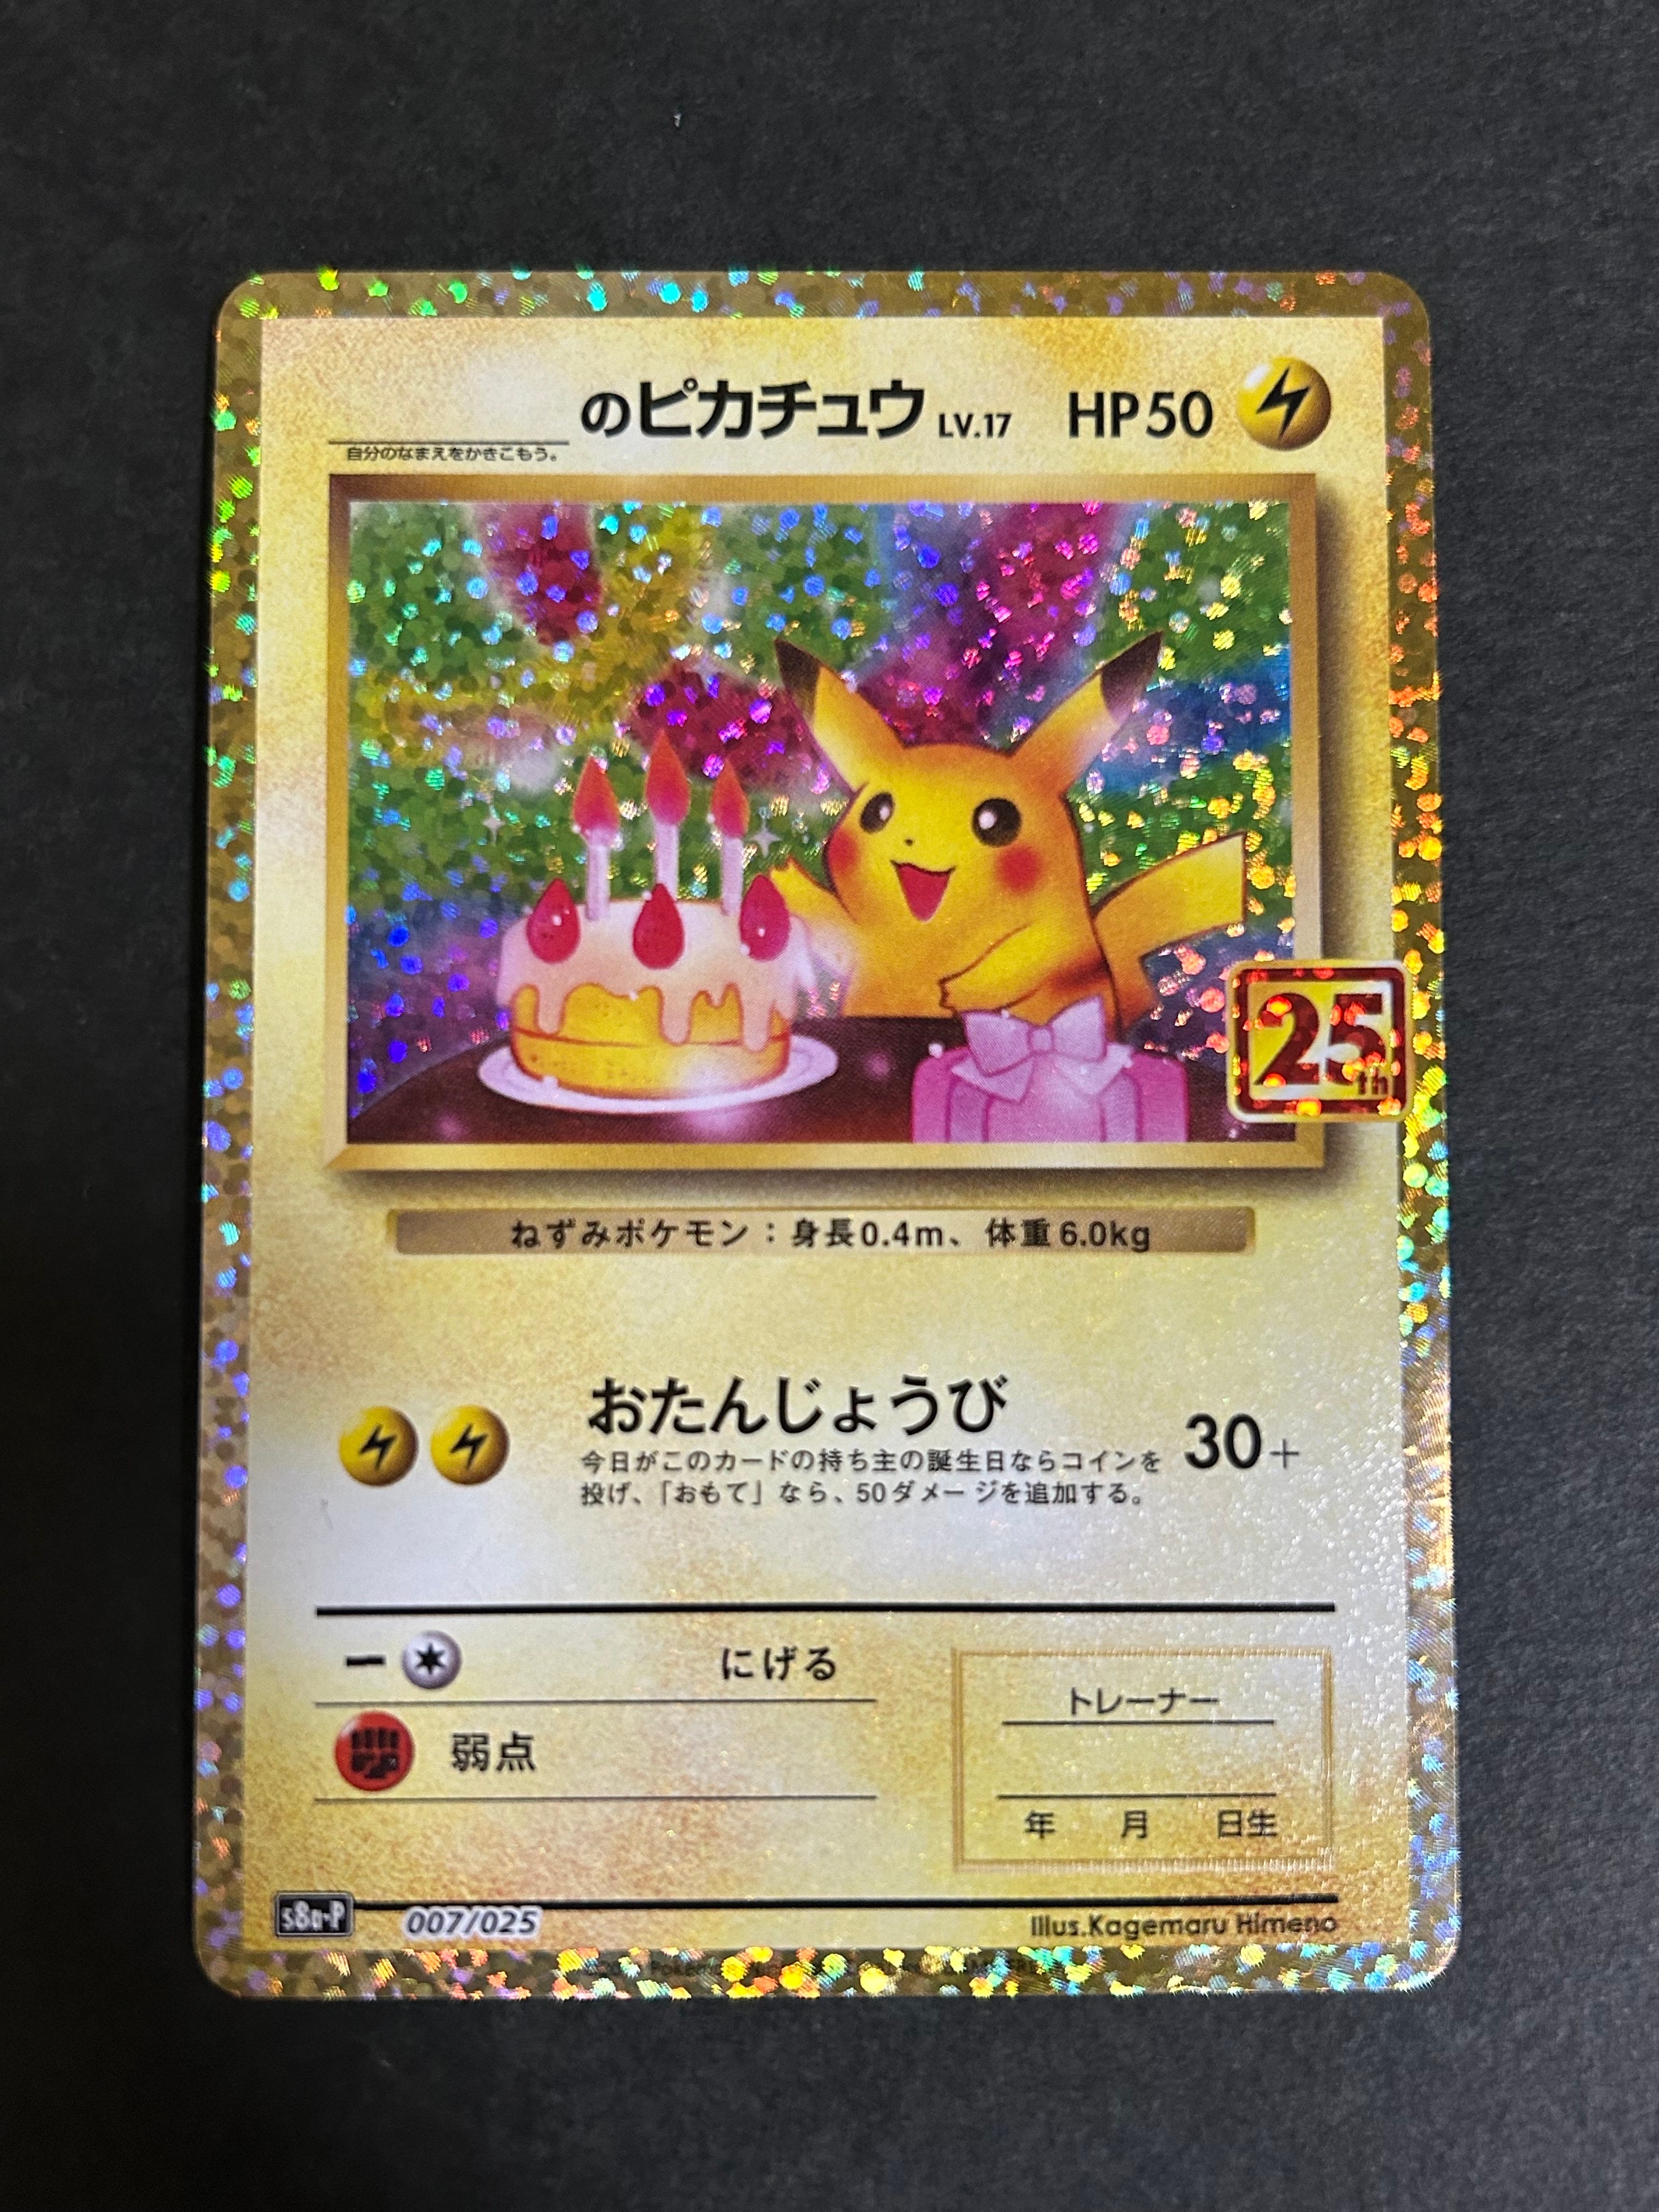 のピカチュウ LV.17 HP50
自分のなまえをかきこもう。
25th
ねずみポケモン：身長0.4m、体重6.0kg
おたんじょうび 30+
今日がこのカードの持ち主の誕生日ならコインを
投げ、「おもて」なら、50ダメージを追加する。
ー にげる
弱点
トレーナー
年 月 日生
s8a-P 007/025 Illus.Kagemaru Himeno